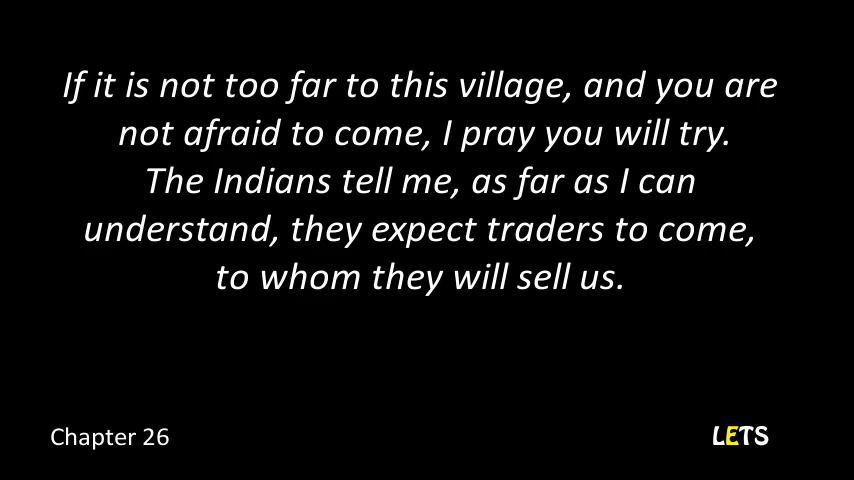 If it is not too far to this village, and you are
not afraid to come, I pray you will try.
The Indians tell me, as far as I can
understand, they expect traders to come,
to whom they will sell us.
Chapter 26
LETS